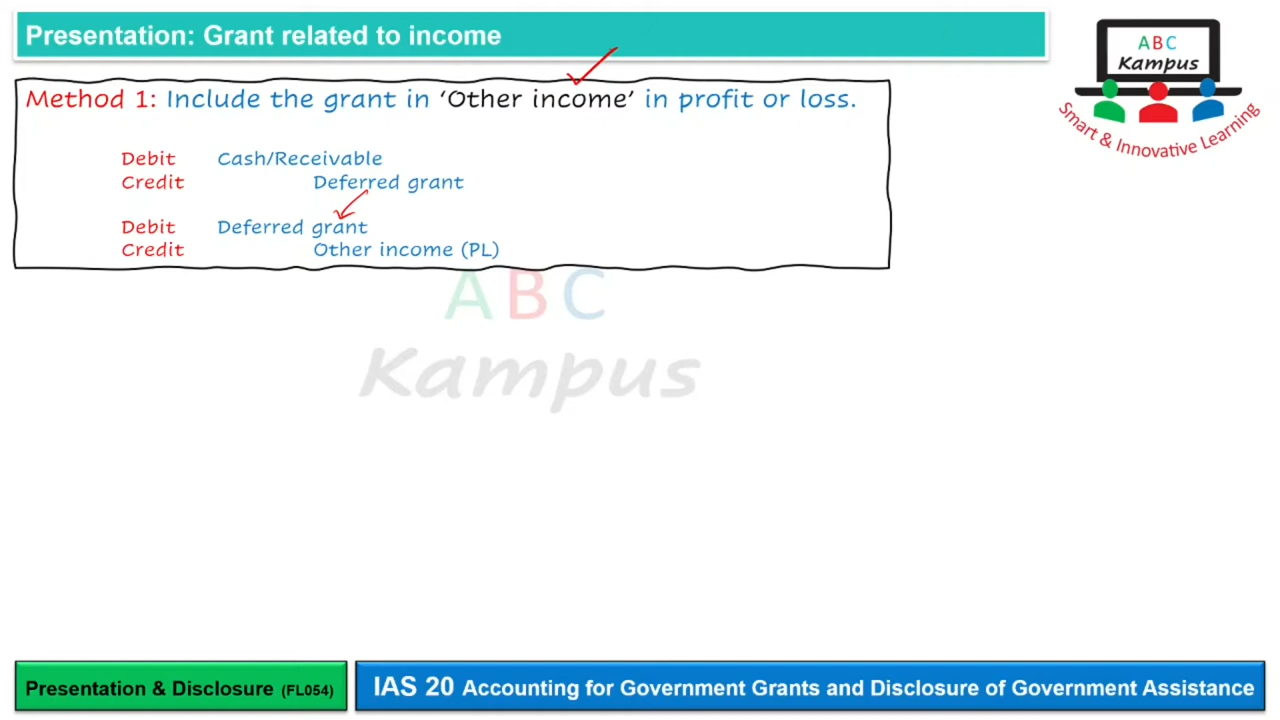 Presentation: Grant related to income
ABC
Kampus
Smart & Innovative Learning
Method 1: Include the grant in ‘Other income’ in profit or loss.
Debit Cash/Receivable
Credit Deferred grant
Debit Deferred grant
Credit Other income (PL)
ABC
Kampus
Presentation & Disclosure (FL054)
IAS 20 Accounting for Government Grants and Disclosure of Government Assistance